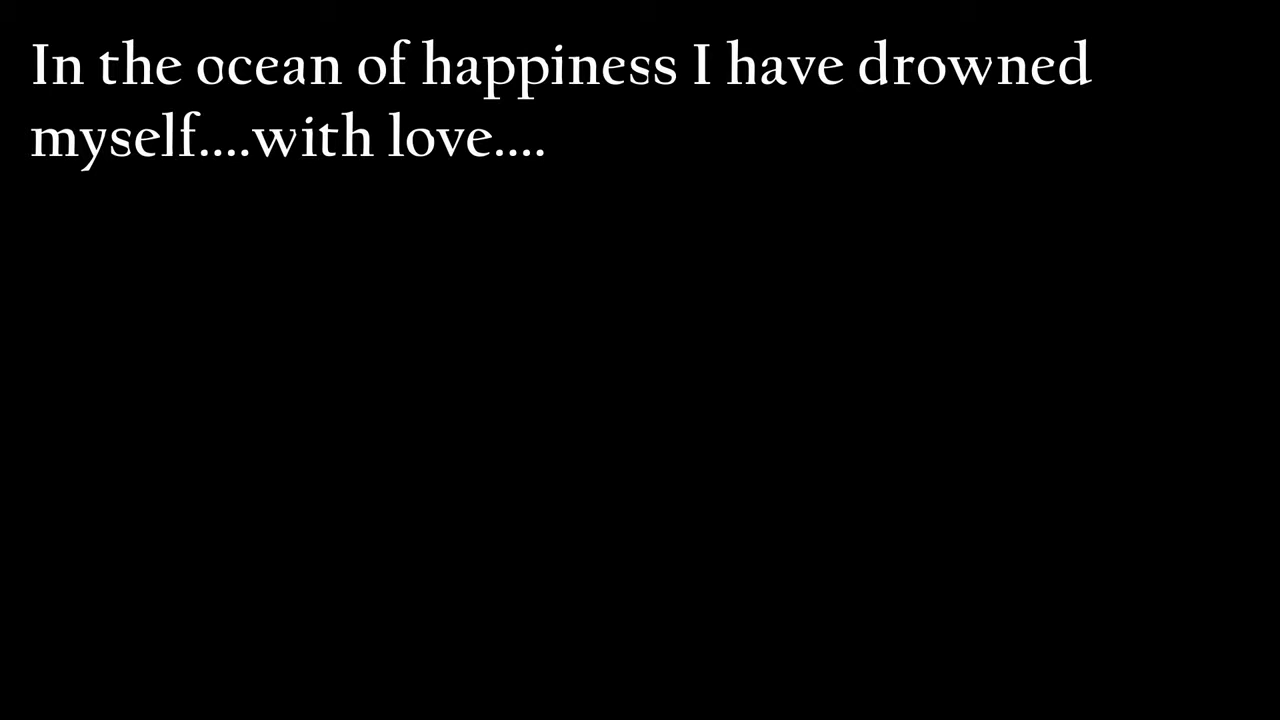 In the ocean of happiness I have drowned
myself....with love....